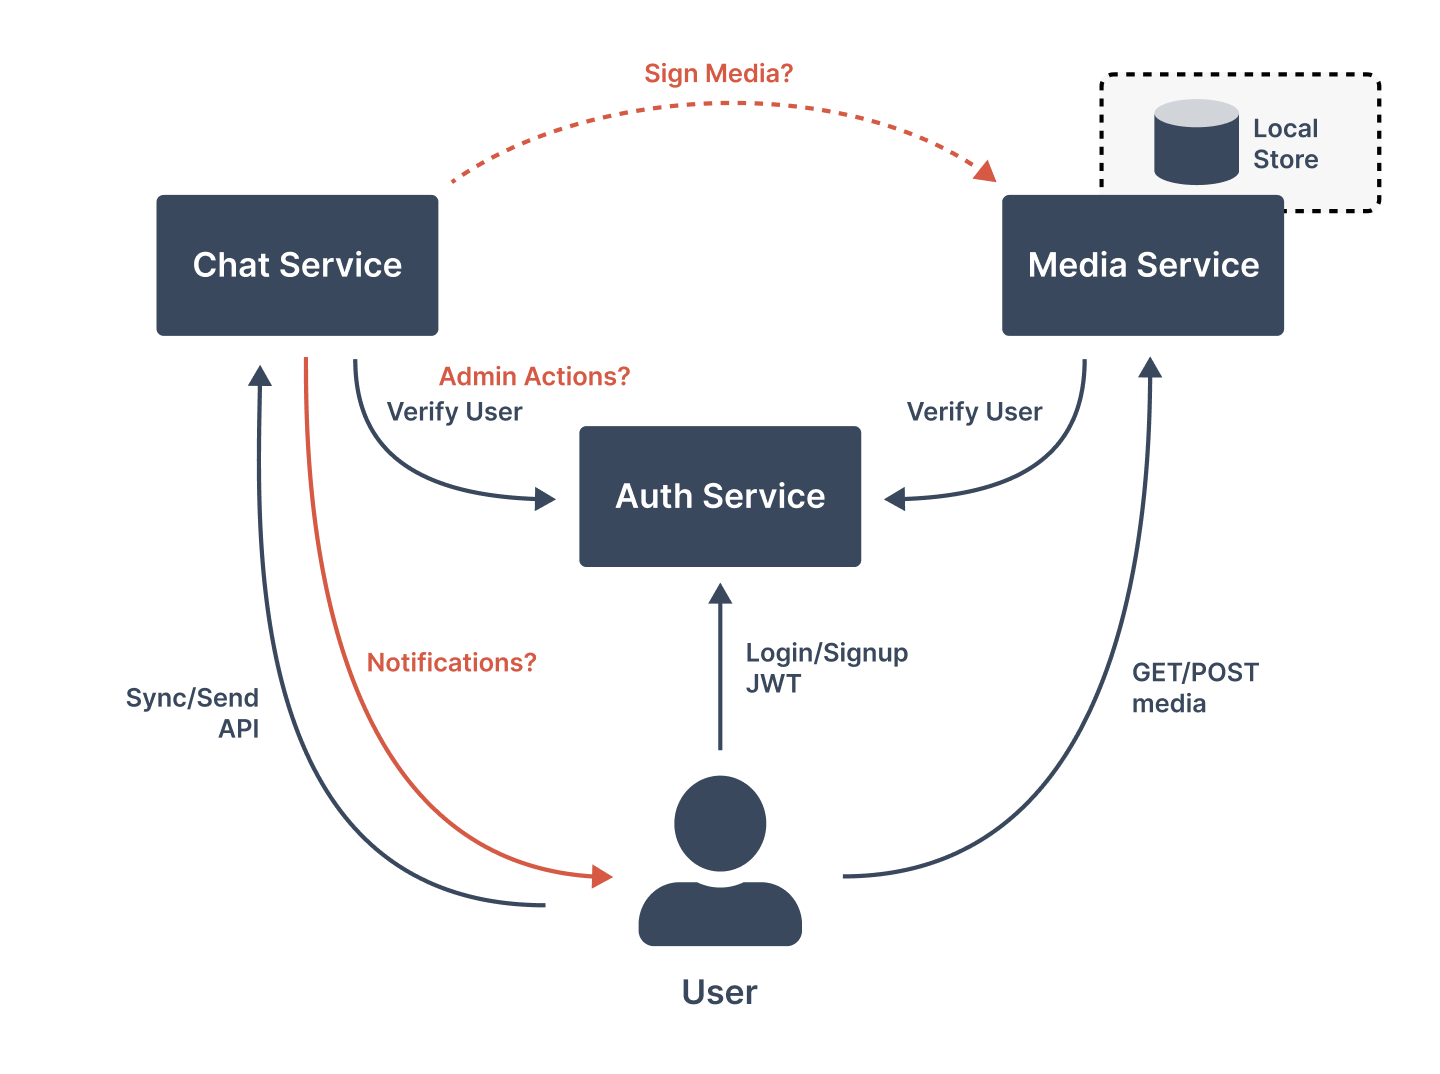 Sign Media?
Local
Store
Chat Service
Media Service
Admin Actions?
Verify User
Verify User
Auth Service
Login/Signup
JWT
Notifications?
GET/POST
media
Sync/Send
API
User